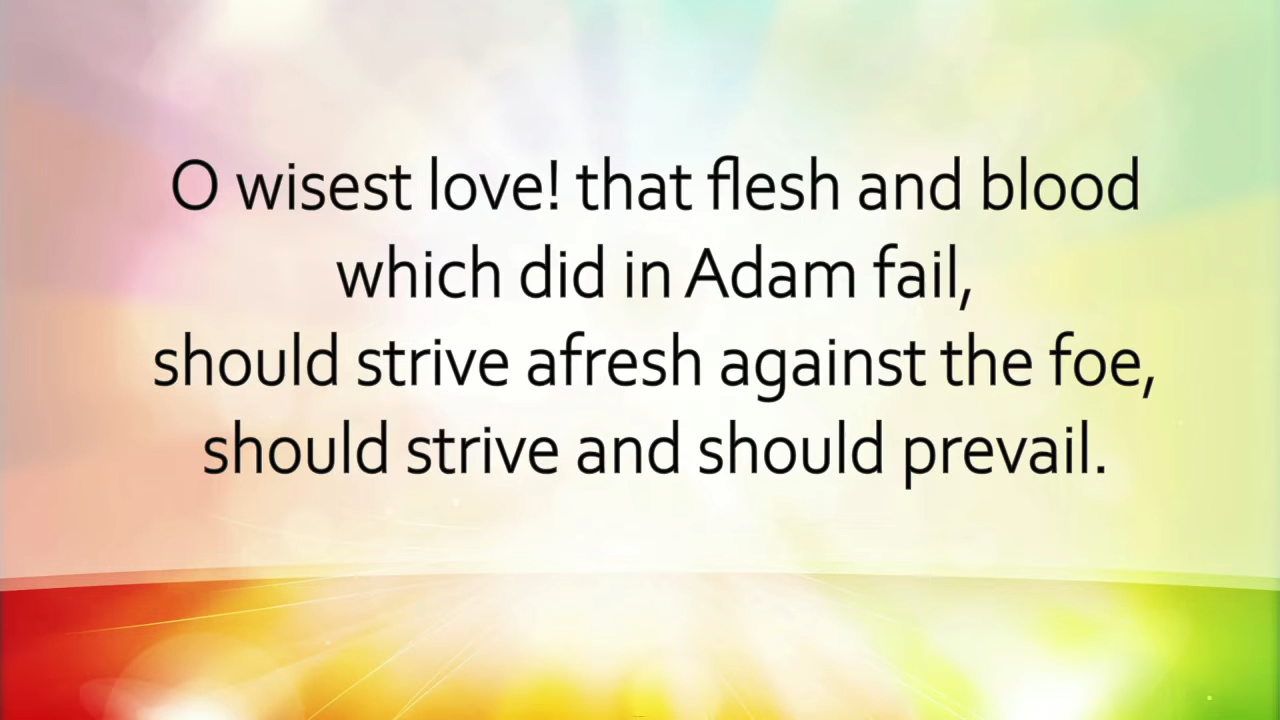 O wisest love! that flesh and blood
which did in Adam fail,
should strive afresh against the foe,
should strive and should prevail.